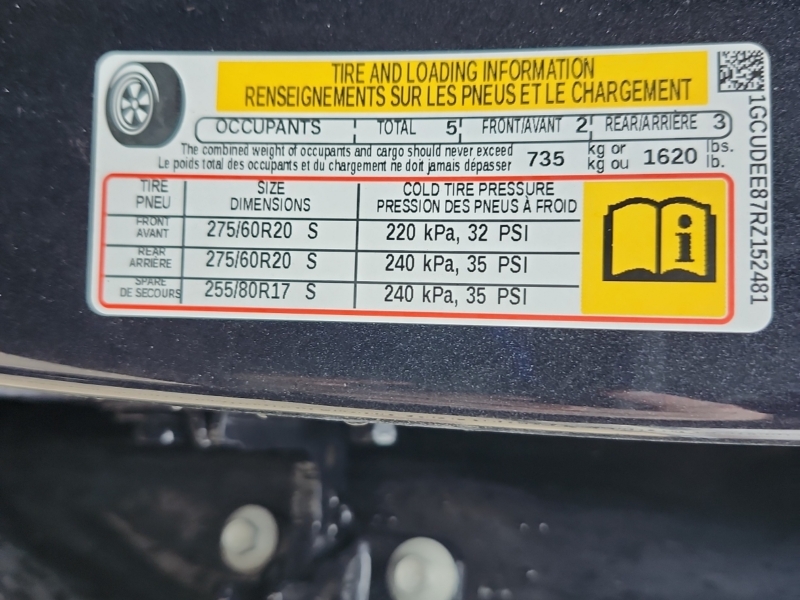 TIRE AND LOADING INFORMATION
RENSEIGNEMENTS SUR LES PNEUS ET LE CHARGEMENT
OCCUPANTS TOTAL 5 FRONT/AVANT 2 REAR/ARRIÈRE 3
The combined weight of occupants and cargo should never exceed 735 kg or 1620 lbs.
Le poids total des occupants et du chargement ne doit jamais dépasser kg ou lb.
TIRE SIZE COLD TIRE PRESSURE
PNEU DIMENSIONS PRESSION DES PNEUS À FROID
FRONT
AVANT 275/60R20 S 220 kPa, 32 PSI
REAR
ARRIÈRE 275/60R20 S 240 kPa, 35 PSI
SPARE
DE SECOURS 255/80R17 S 240 kPa, 35 PSI
i
1GCUDEE87RZ152481